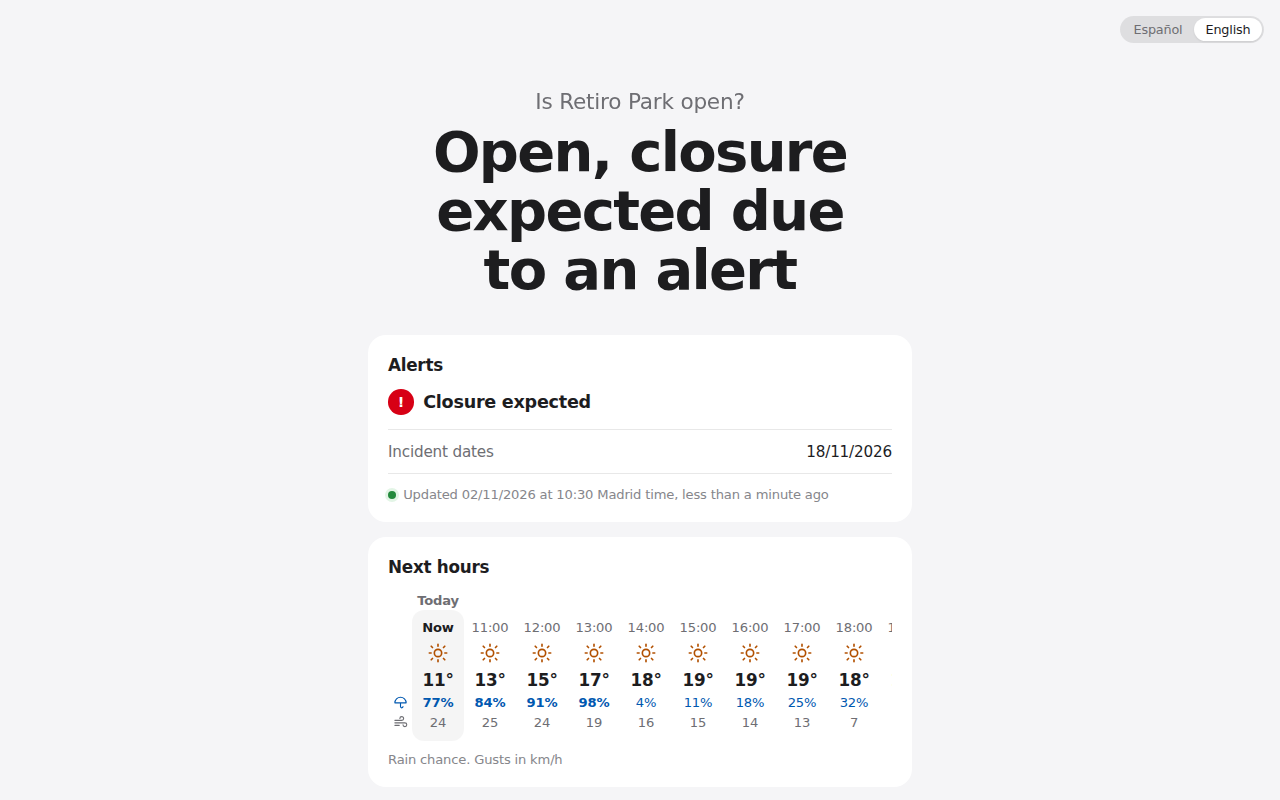 Español English
Is Retiro Park open?
Open, closure
expected due
to an alert
Alerts
! Closure expected
Incident dates 18/11/2026
Updated 02/11/2026 at 10:30 Madrid time, less than a minute ago
Next hours
Today
Now 11:00 12:00 13:00 14:00 15:00 16:00 17:00 18:00
11° 13° 15° 17° 18° 19° 19° 19° 18°
77% 84% 91% 98% 4% 11% 18% 25% 32%
24 25 24 19 16 15 14 13 7
Rain chance. Gusts in km/h